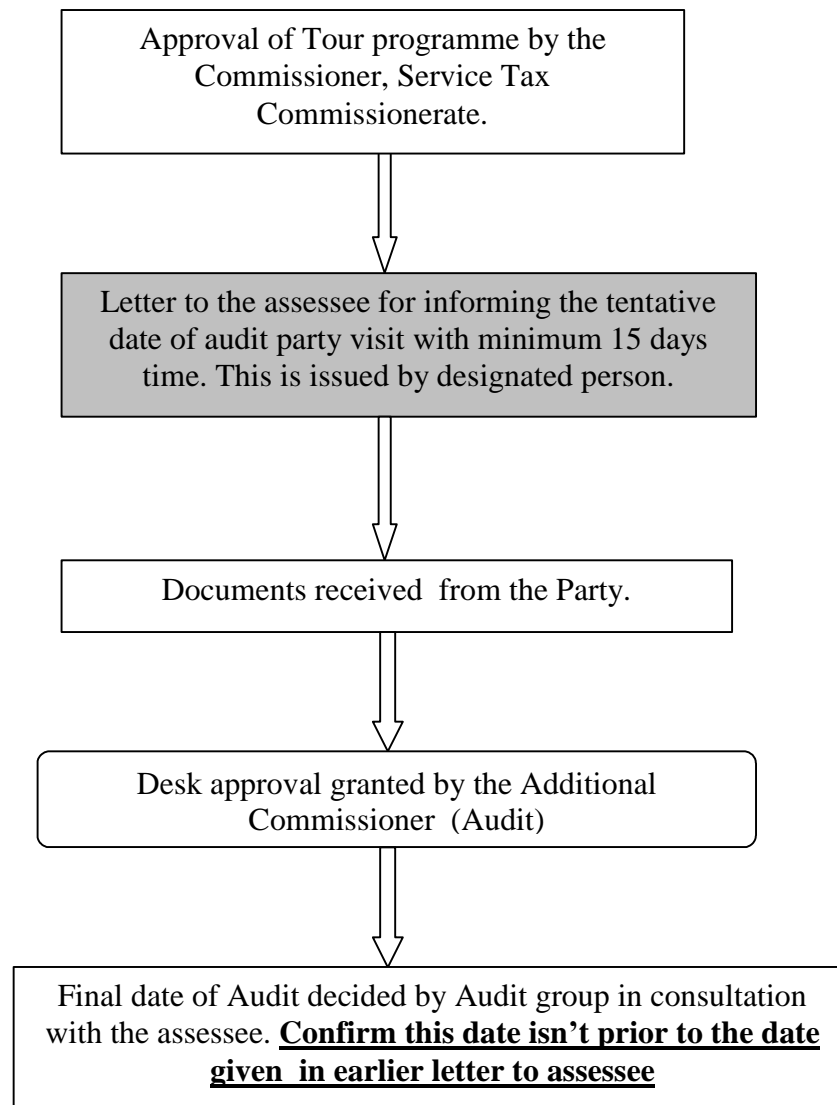 Approval of Tour programme by the
Commissioner, Service Tax
Commissionerate.
Letter to the assessee for informing the tentative
date of audit party visit with minimum 15 days
time. This is issued by designated person.
Documents received  from the Party.
Desk approval granted by the Additional
Commissioner  (Audit)
Final date of Audit decided by Audit group in consultation
with the assessee. Confirm this date isn’t prior to the date
given  in earlier letter to assessee